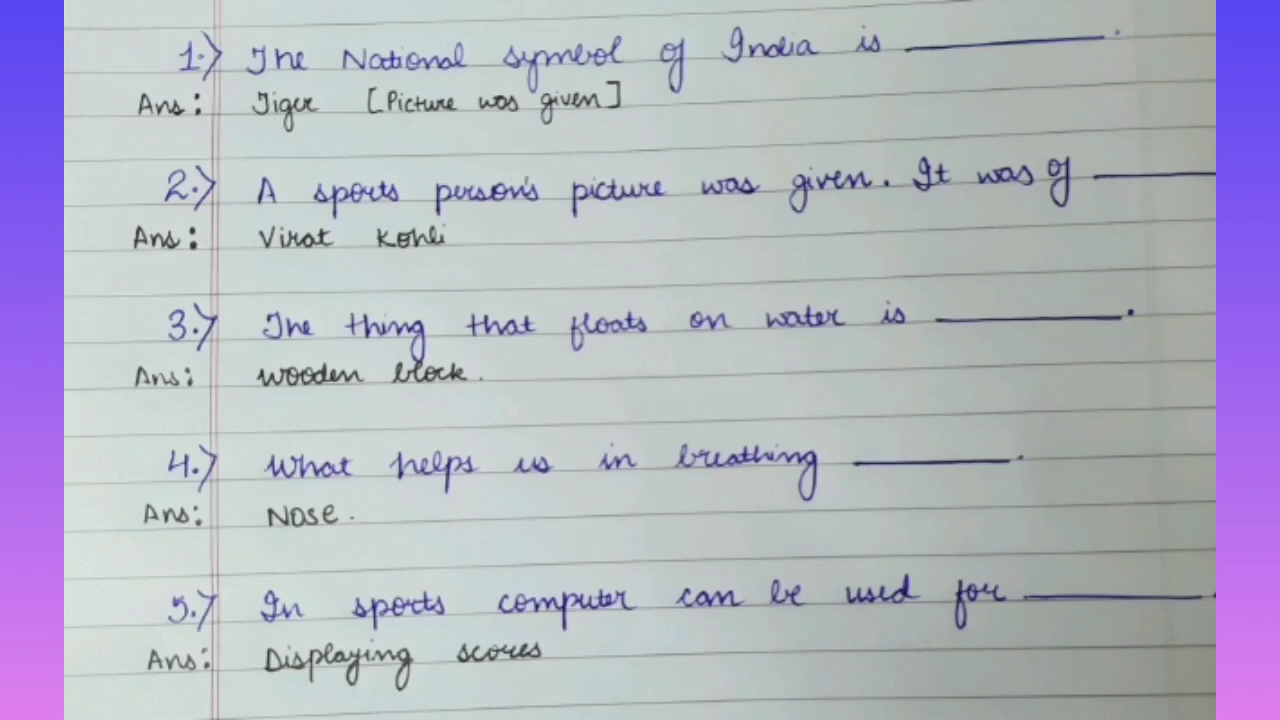 1.) The National symbol of India is ________.
Ans: Tiger [Picture was given]
2.) A sports person's picture was given. It was of ________
Ans: Virat Kohli
3.) The thing that floats on water is ________.
Ans: wooden block.
4.) What helps us in breathing ________.
Ans: Nose.
5.) In sports computer can be used for ________.
Ans: Displaying scores